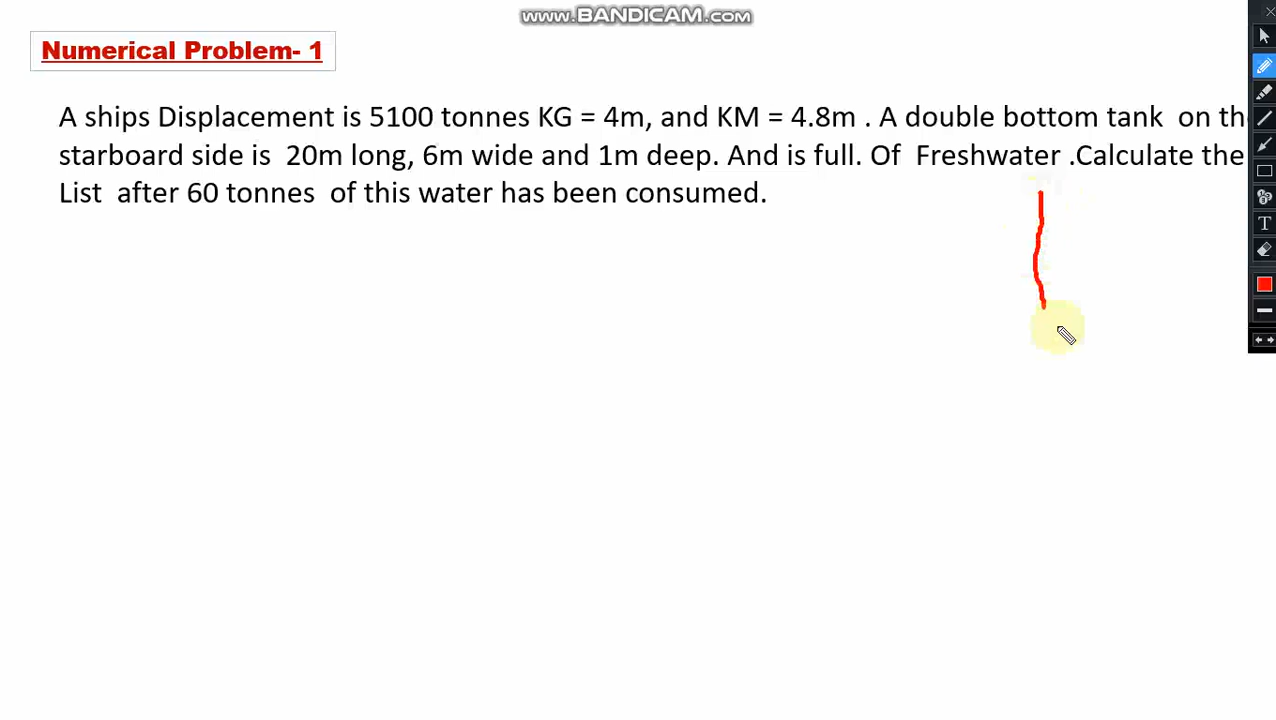 www.BANDICAM.com
Numerical Problem- 1
A ships Displacement is 5100 tonnes KG = 4m, and KM = 4.8m . A double bottom tank on th
starboard side is 20m long, 6m wide and 1m deep. And is full. Of Freshwater .Calculate the
List after 60 tonnes of this water has been consumed.
T